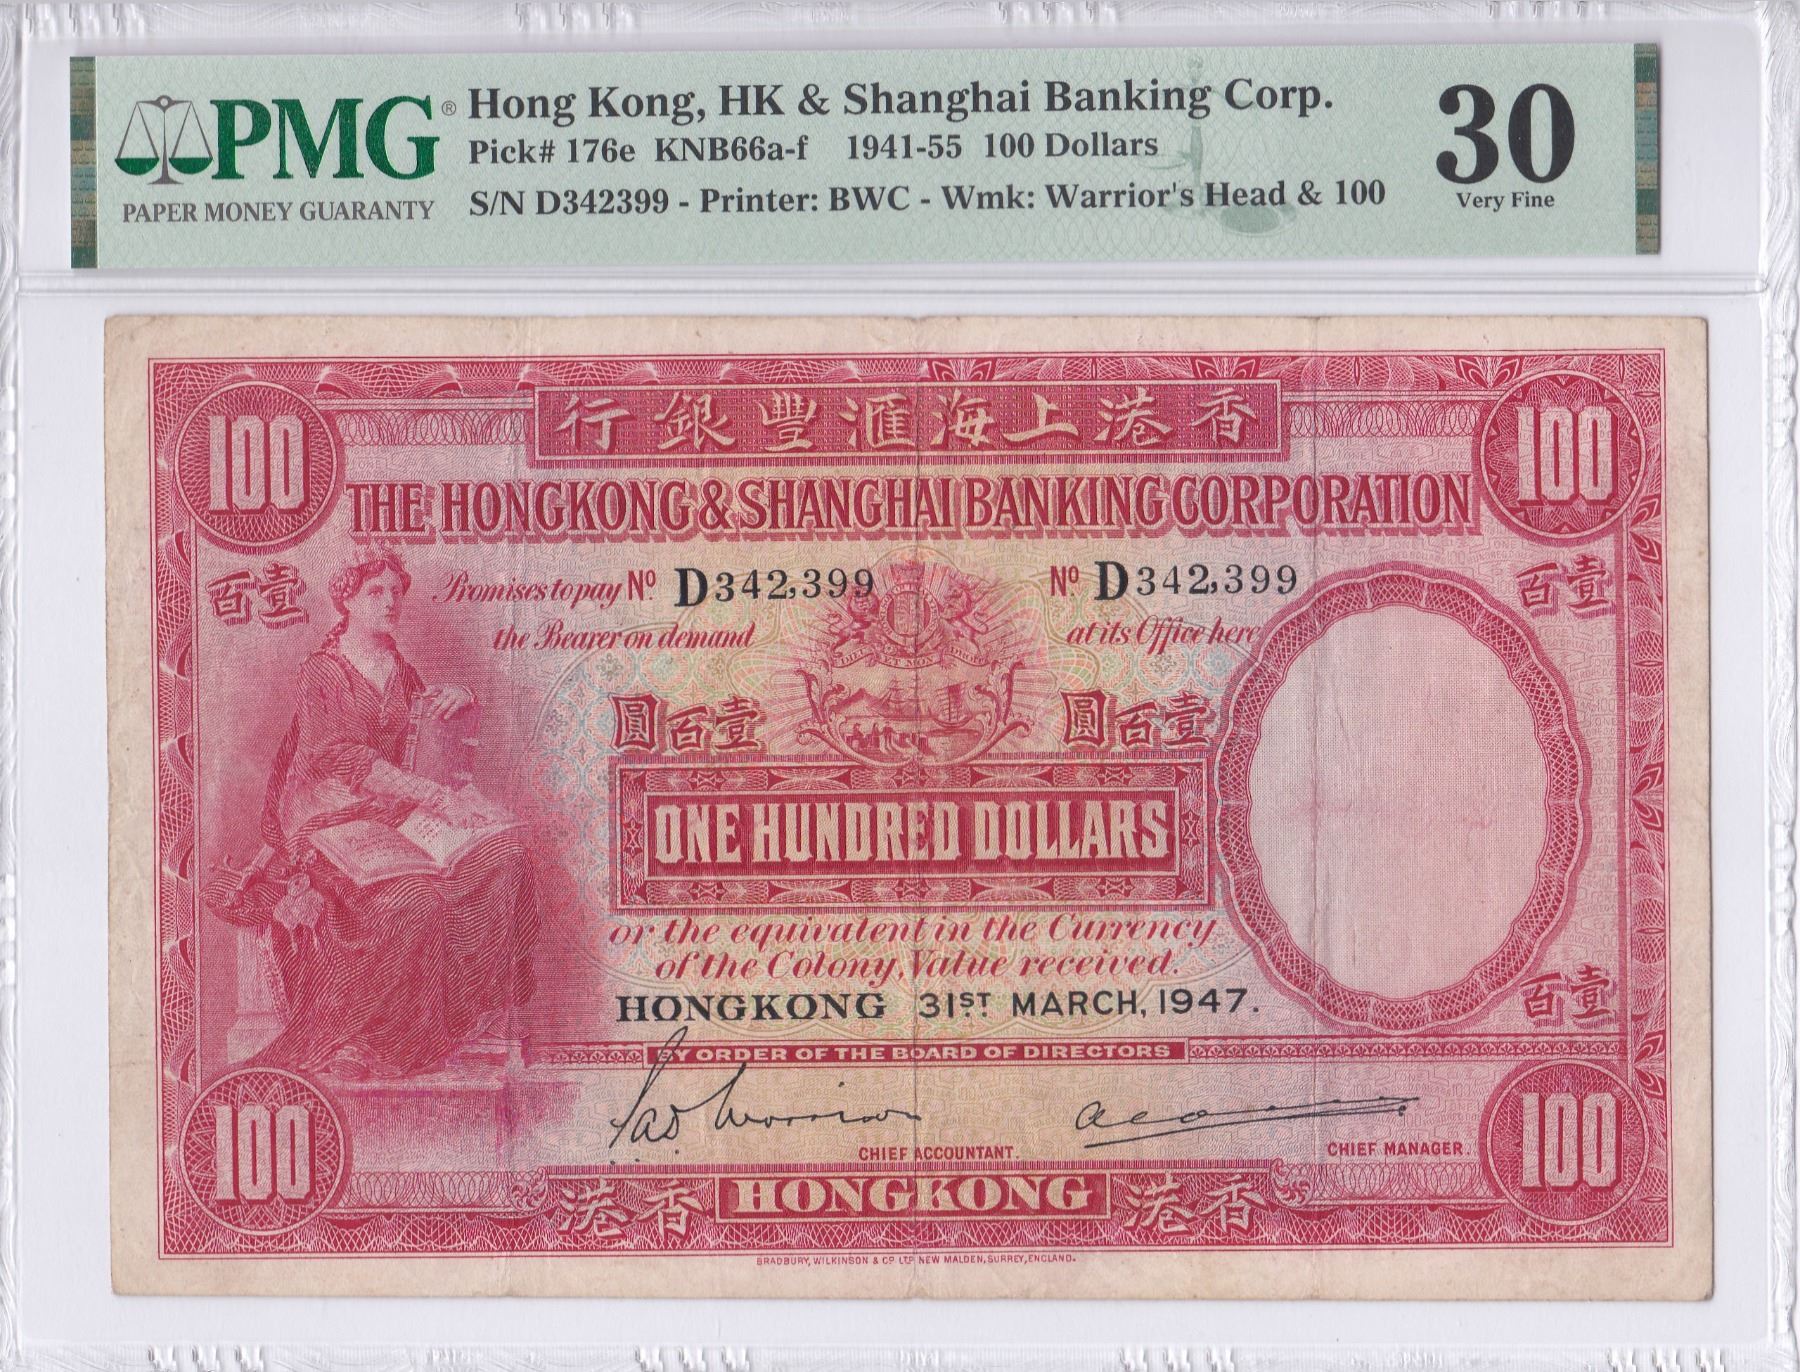 PMG®
PAPER MONEY GUARANTY
Hong Kong, HK & Shanghai Banking Corp.
Pick# 176e KNB66a-f 1941-55 100 Dollars
S/N D342399 - Printer: BWC - Wmk: Warrior's Head & 100
30
Very Fine
100
行銀豐滙海上港香
100
THE HONGKONG & SHANGHAI BANKING CORPORATION
百壹
Promises to pay Nº. D342,399
Nº D342,399
百壹
the Bearer on demand
at its Office here
DIEU ET MON DROIT
圓百壹
圓百壹
ONE HUNDRED DOLLARS
or the equivalent in the Currency
of the Colony, Value received.
百壹
HONGKONG 31ST MARCH, 1947.
BY ORDER OF THE BOARD OF DIRECTORS
100
100
CHIEF ACCOUNTANT.
CHIEF MANAGER.
港香 HONGKONG 港香
BRADBURY, WILKINSON & Cº LTD NEW MALDEN, SURREY, ENGLAND.